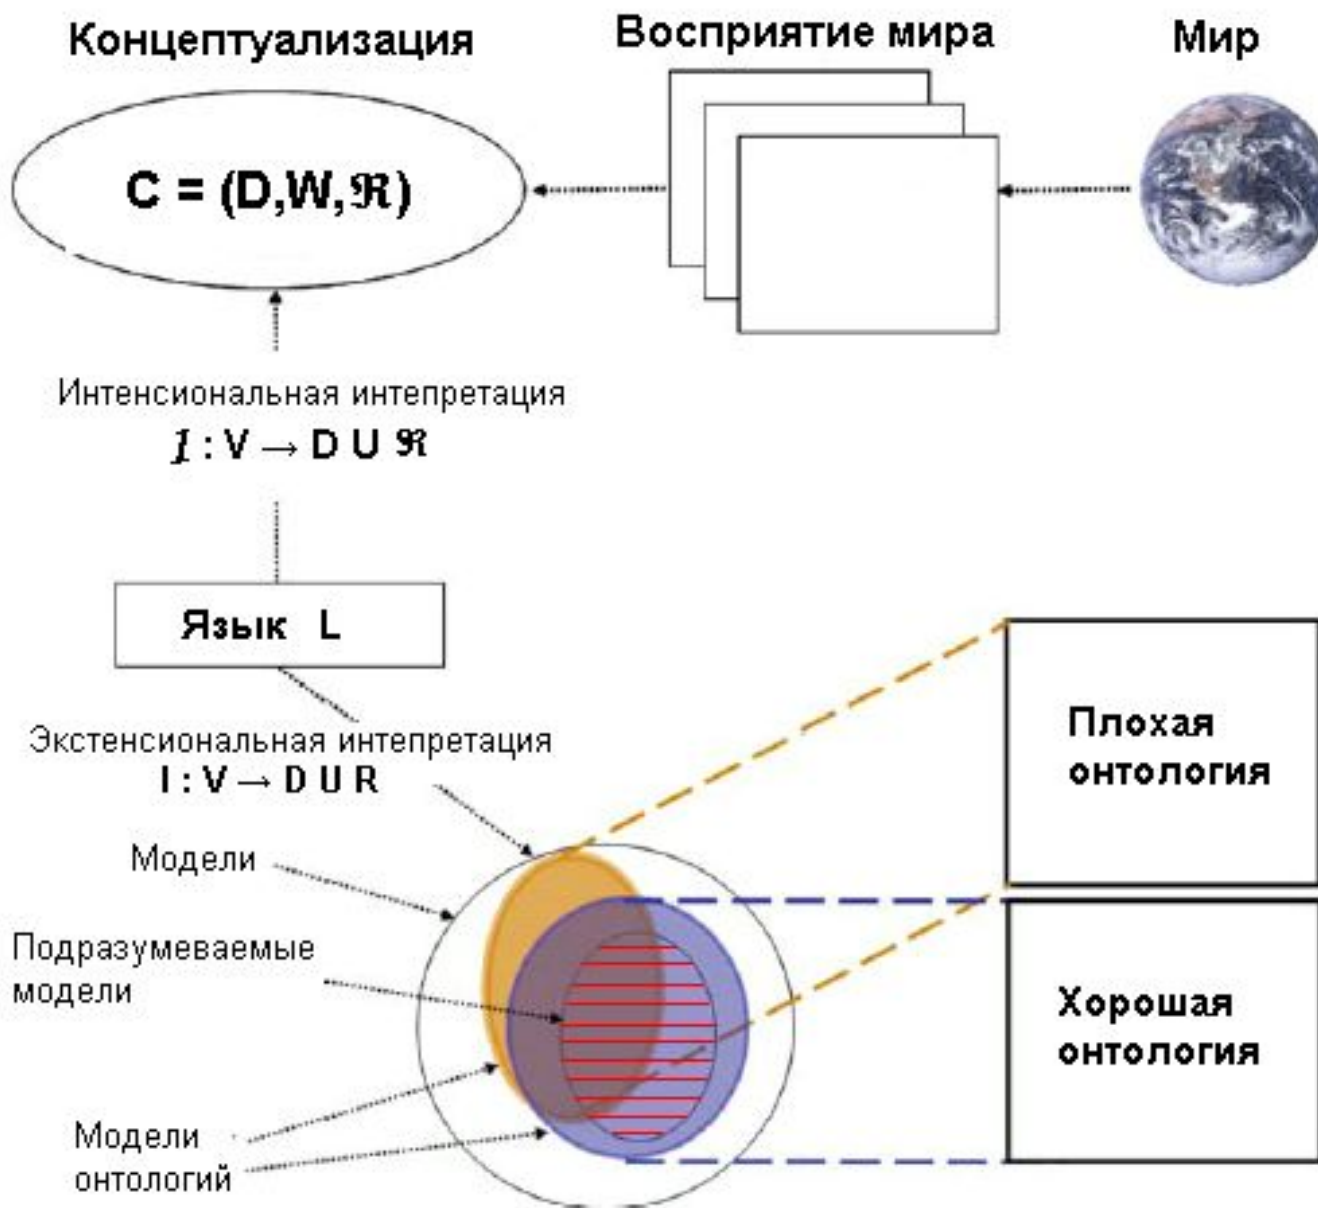 Концептуализация
Восприятие мира
Мир
C = (D,W,ℜ)
Интенсиональная интепретация
I : V → D U ℜ
Язык L
Экстенсиональная интепретация
I : V → D U R
Модели
Подразумеваемые
модели
Модели
онтологий
Плохая
онтология
Хорошая
онтология